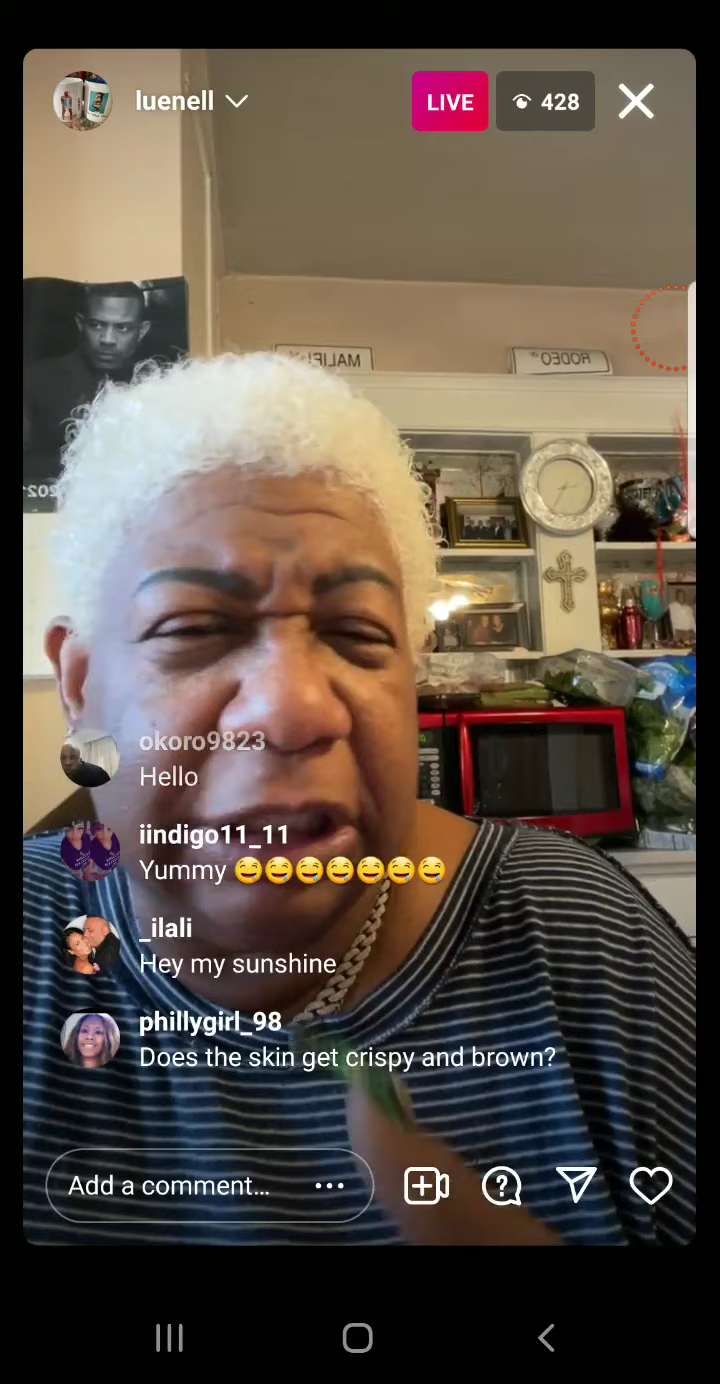 luenell
LIVE
428
MALIBU
RODEO
202
okoro9823
Hello
iindigo11_11
Yummy 🤤🤤🤤🤤🤤🤤🤤
_ilali
Hey my sunshine
phillygirl_98
Does the skin get crispy and brown?
Add a comment...